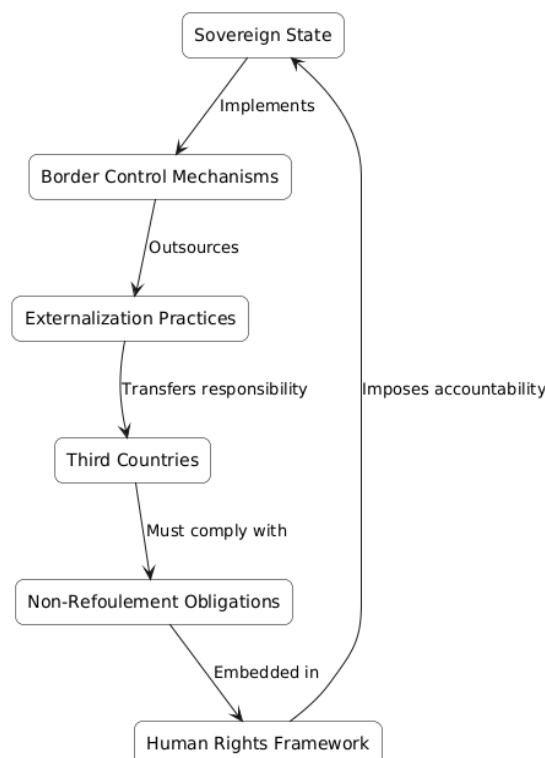 Sovereign State
Implements
Border Control Mechanisms
Outsources
Externalization Practices
Transfers responsibility
Imposes accountability
Third Countries
Must comply with
Non-Refoulement Obligations
Embedded in
Human Rights Framework